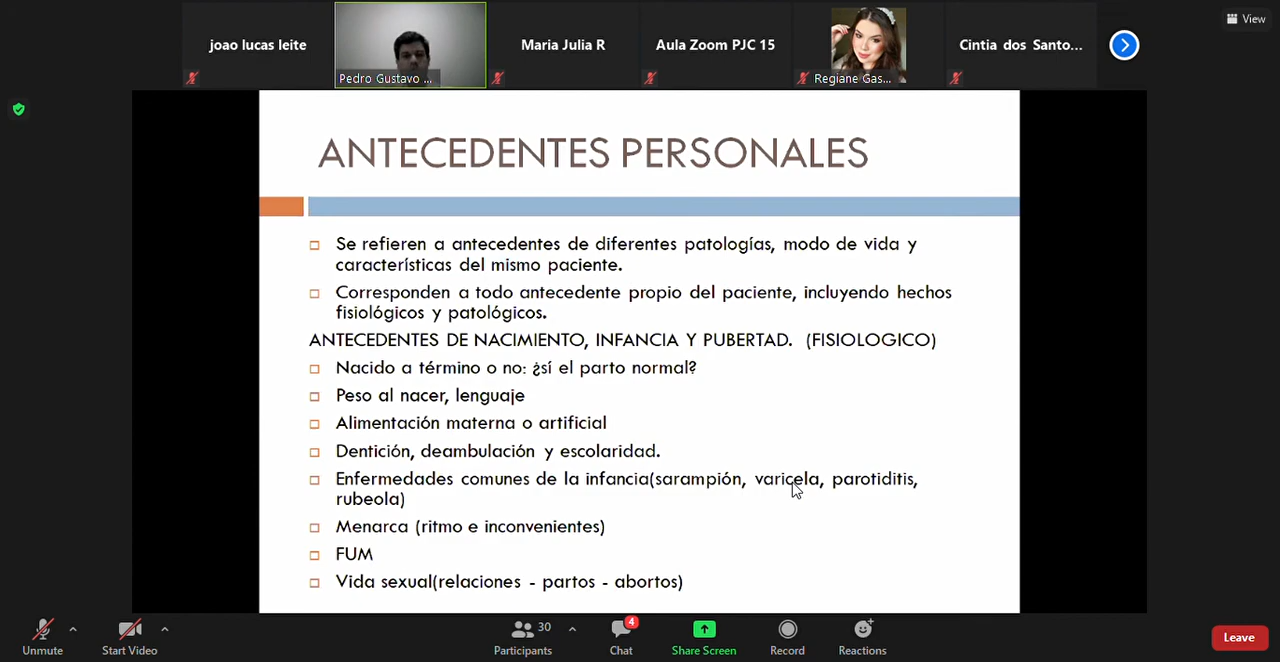 View
joao lucas leite
Pedro Gustavo ...
Maria Julia R
Aula Zoom PJC 15
Regiane Gas...
Cintia dos Santo...
ANTECEDENTES PERSONALES
Se refieren a antecedentes de diferentes patologías, modo de vida y
características del mismo paciente.
Corresponden a todo antecedente propio del paciente, incluyendo hechos
fisiológicos y patológicos.
ANTECEDENTES DE NACIMIENTO, INFANCIA Y PUBERTAD. (FISIOLOGICO)
Nacido a término o no: ¿sí el parto normal?
Peso al nacer, lenguaje
Alimentación materna o artificial
Dentición, deambulación y escolaridad.
Enfermedades comunes de la infancia(sarampión, varicela, parotiditis,
rubeola)
Menarca (ritmo e inconvenientes)
FUM
Vida sexual(relaciones - partos - abortos)
Unmute
Start Video
30
Participants
4
Chat
Share Screen
Record
Reactions
Leave